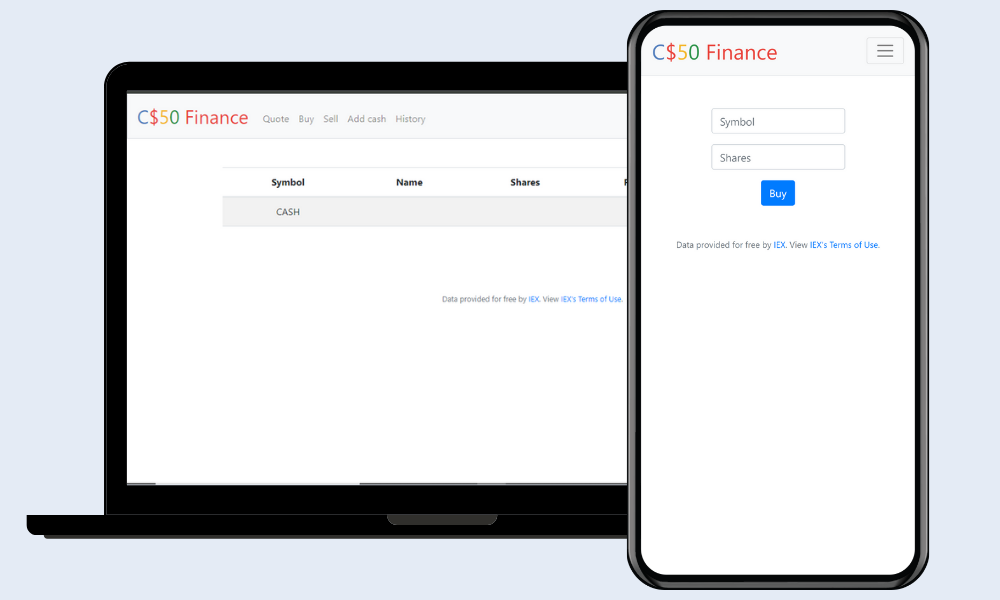 C$50 Finance Quote Buy Sell Add cash History
Symbol Name Shares
CASH
Data provided for free by IEX. View IEX's Terms of Use.
C$50 Finance
Symbol
Shares
Buy
Data provided for free by IEX. View IEX's Terms of Use.